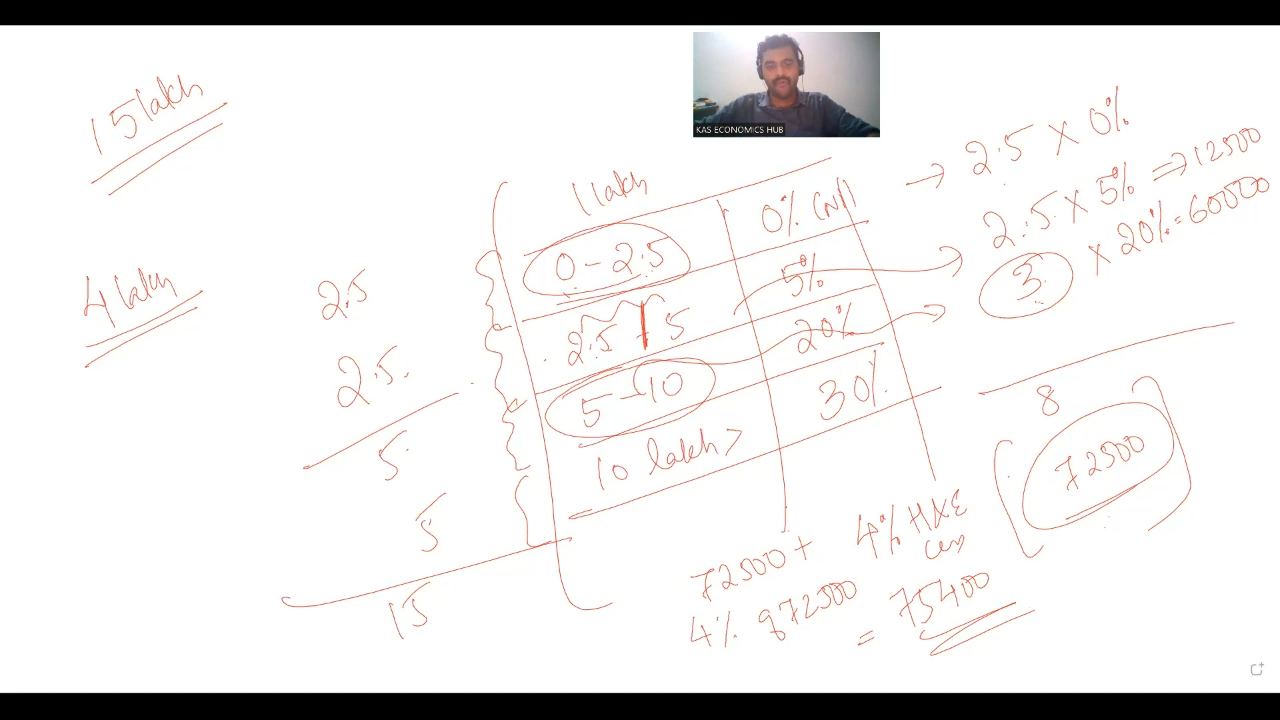 15 lakh
KAS ECONOMICS HUB
1 lakh
0 - 2.5 0% (Nil)
2.5 - 5 5%
5 - 10 20%
10 lakh > 30%
→ 2.5 X 0%
2.5 X 5% => 12500
3 X 20% = 60000
8
72500
4 lakh
2.5
2.5
5
5
15
72500 + 4% H&E
cess
4% of 72500
= 75400